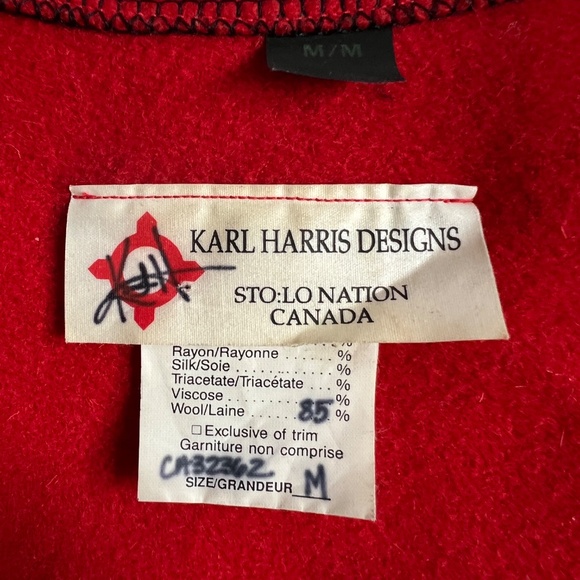 M/M
KARL HARRIS DESIGNS
STO:LO NATION
CANADA
%
Rayon/Rayonne ...... %
Silk/Soie .......... %
Triacetate/Triacétate ... %
Viscose ............ %
Wool/Laine ..... 85 %
☐ Exclusive of trim
Garniture non comprise
CA32362
SIZE/GRANDEUR M